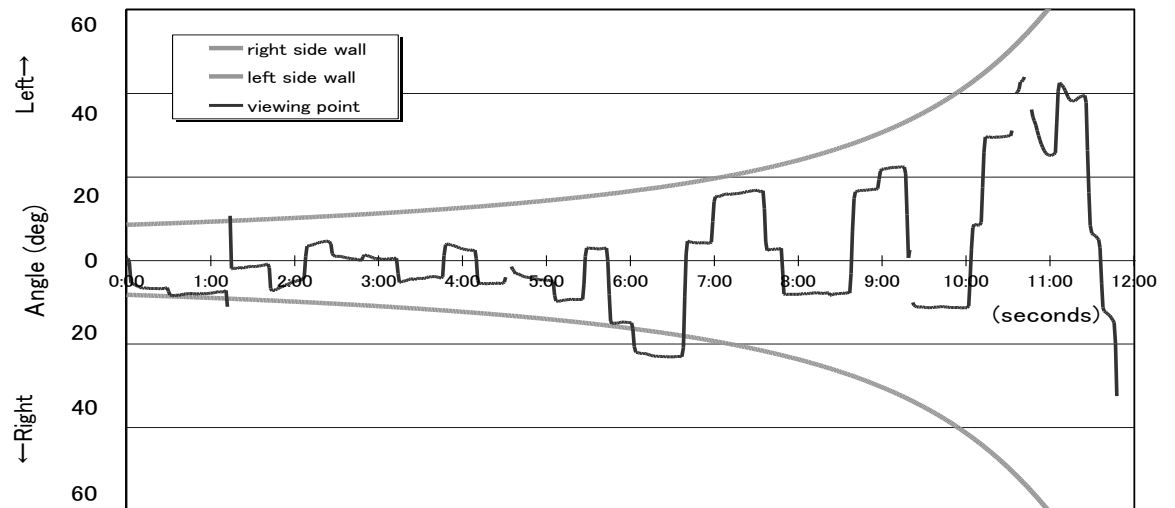 60
Left→
right side wall
left side wall
viewing point
40
20
Angle (deg)
0
0:00 1:00 2:00 3:00 4:00 5:00 6:00 7:00 8:00 9:00 10:00 11:00 12:00
(seconds)
20
←Right
40
60